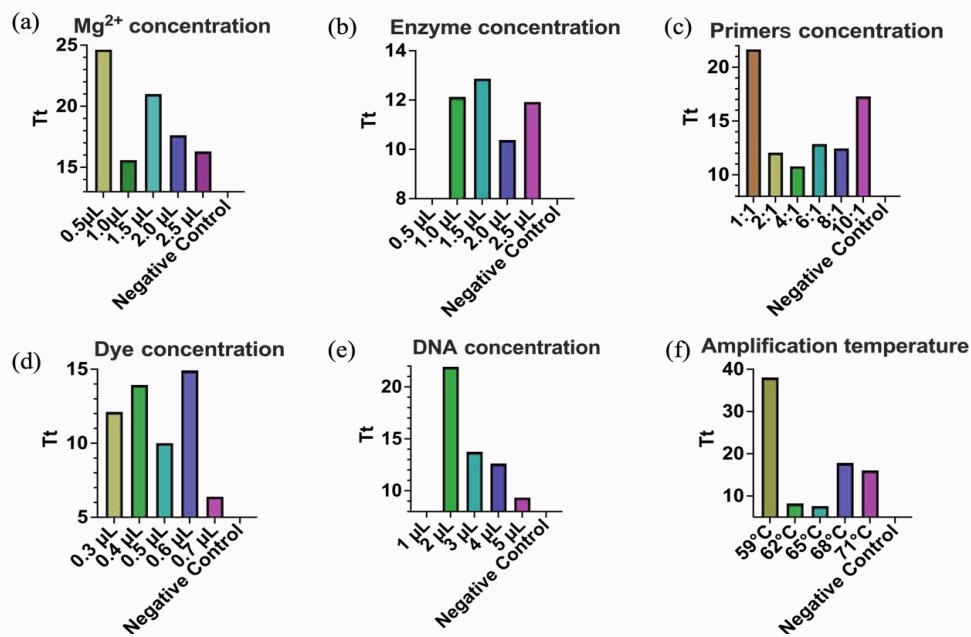 (a) Mg²⁺ concentration
Tt
25
20
15
0.5µL
1.0µL
1.5 µL
2.0 µL
2.5 µL
Negative Control
(b) Enzyme concentration
Tt
14
12
10
8
0.5 µL
1.0 µL
1.5 µL
2.0 µL
2.5 µL
Negative Control
(c) Primers concentration
Tt
20
15
10
1:1
2:1
4:1
6:1
8:1
10:1
Negative Control
(d) Dye concentration
Tt
15
10
5
0.3 µL
0.4 µL
0.5 µL
0.6 µL
0.7 µL
Negative Control
(e) DNA concentration
Tt
20
15
10
1 µL
2 µL
3 µL
4 µL
5 µL
Negative Control
(f) Amplification temperature
Tt
40
30
20
10
59°C
62°C
65°C
68°C
71°C
Negative Control